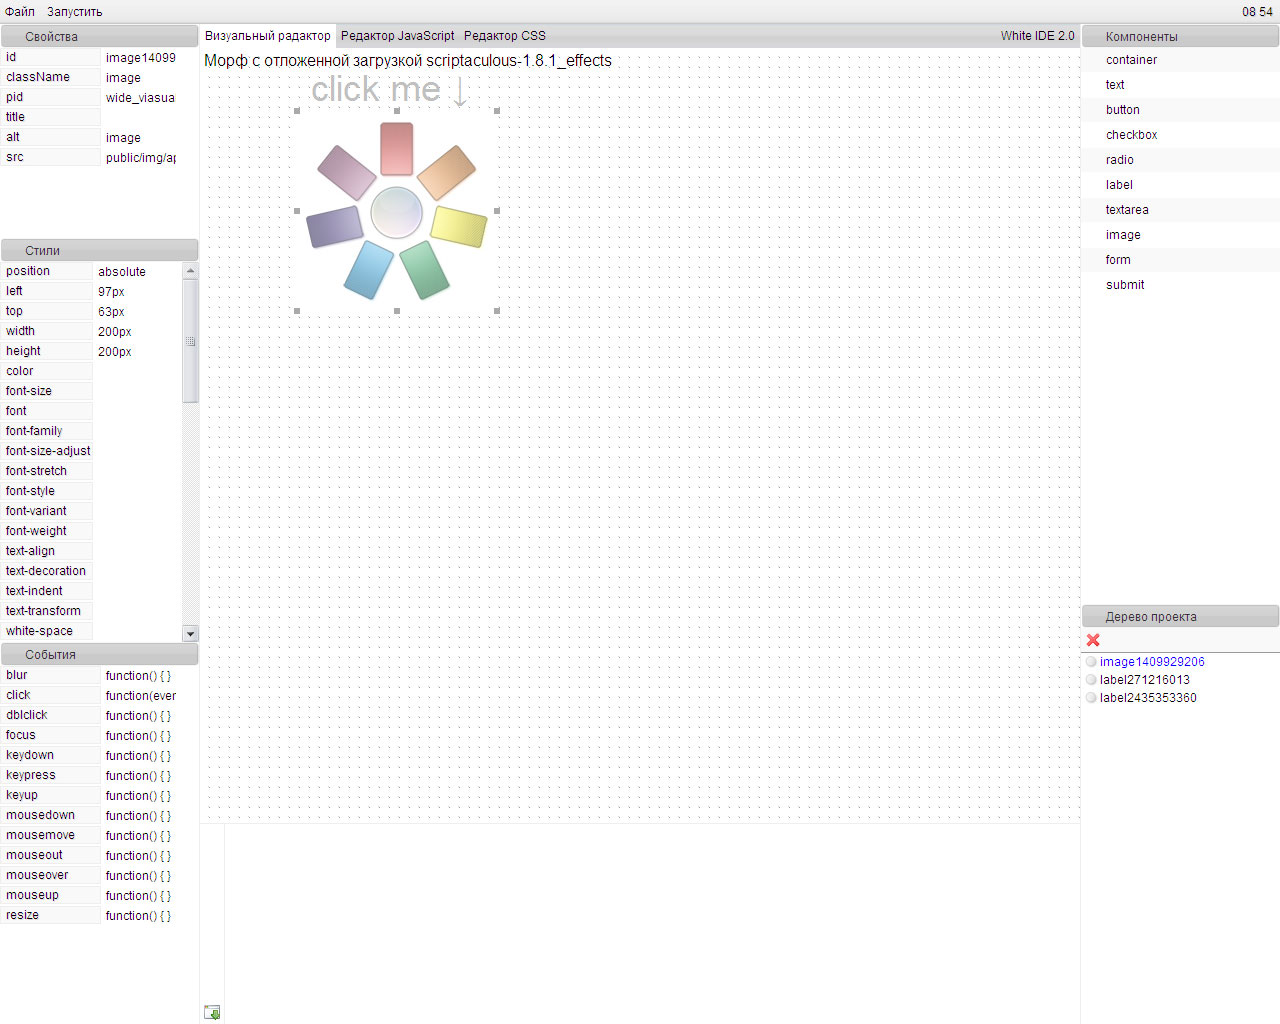 Файл Запустить 08 54
Свойства
id image14099
className image
pid wide_viasua
title
alt image
src public/img/ap
Стили
position absolute
left 97px
top 63px
width 200px
height 200px
color
font-size
font
font-family
font-size-adjust
font-stretch
font-style
font-variant
font-weight
text-align
text-decoration
text-indent
text-transform
white-space
События
blur function() { }
click function(ever
dblclick function() { }
focus function() { }
keydown function() { }
keypress function() { }
keyup function() { }
mousedown function() { }
mousemove function() { }
mouseout function() { }
mouseover function() { }
mouseup function() { }
resize function() { }
Визуальный радактор Редактор JavaScript Редактор CSS White IDE 2.0
Морф с отложенной загрузкой scriptaculous-1.8.1_effects
click me ↓
Компоненты
container
text
button
checkbox
radio
label
textarea
image
form
submit
Дерево проекта
image1409929206
label271216013
label2435353360